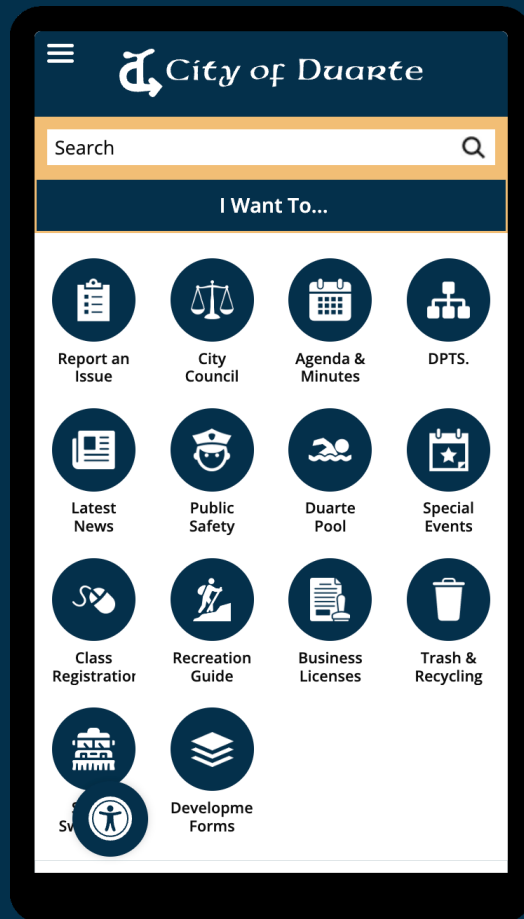 City of Duarte
Search
I Want To...
Report an
Issue
City
Council
Agenda &
Minutes
DPTS.
Latest
News
Public
Safety
Duarte
Pool
Special
Events
Class
Registration
Recreation
Guide
Business
Licenses
Trash &
Recycling
Developme
Forms